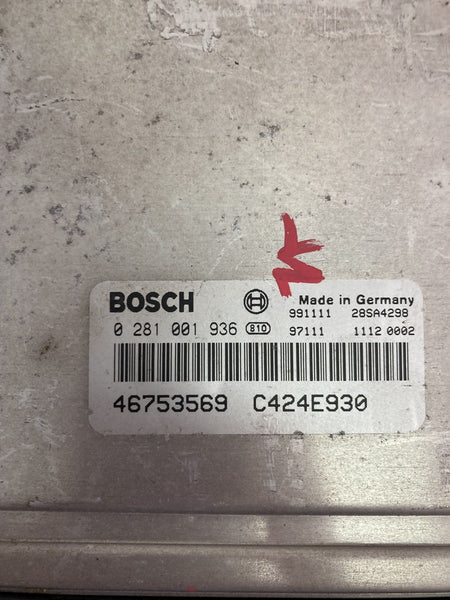 BOSCH
Made in Germany
991111 28SA4298
0 281 001 936 810
97111 1112 0002
46753569 C424E930